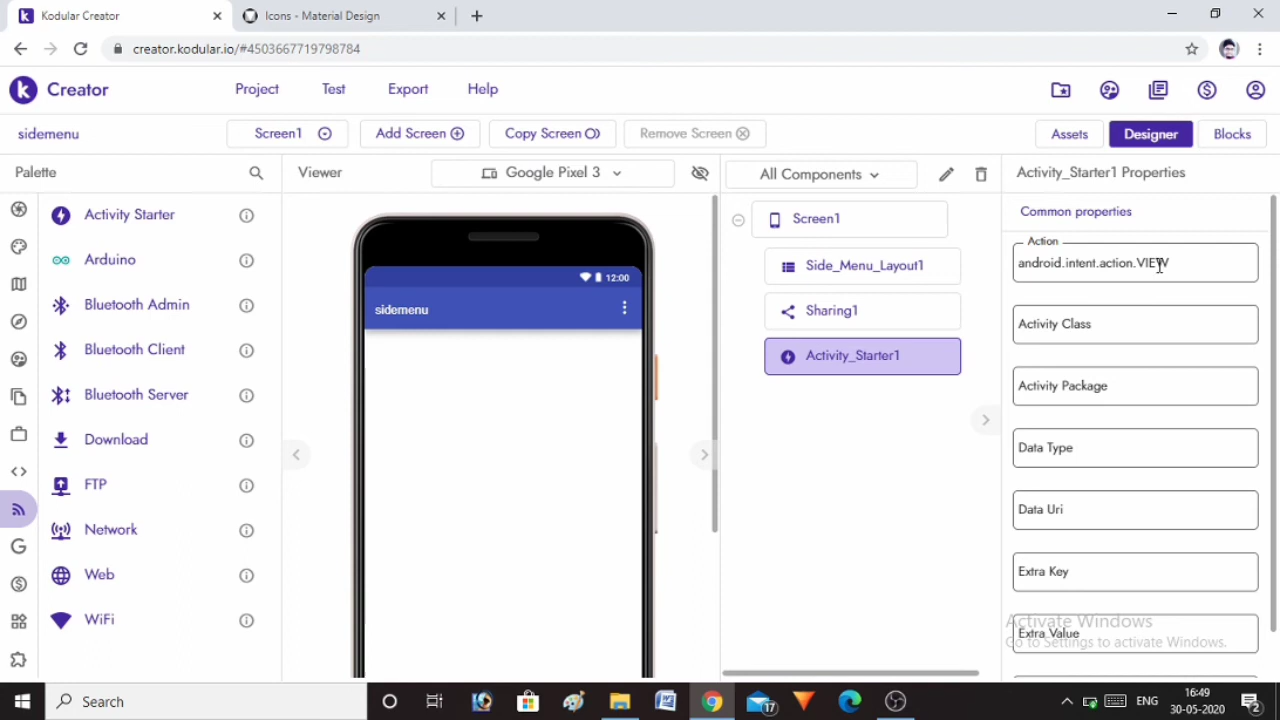 Kodular Creator
Icons - Material Design
creator.kodular.io/#4503667719798784
Creator
Project
Test
Export
Help
sidemenu
Screen1
Add Screen
Copy Screen
Remove Screen
Assets
Designer
Blocks
Palette
Viewer
Google Pixel 3
All Components
Activity_Starter1 Properties
Activity Starter
Arduino
Bluetooth Admin
Bluetooth Client
Bluetooth Server
Download
FTP
Network
Web
WiFi
12:00
sidemenu
Screen1
Side_Menu_Layout1
Sharing1
Activity_Starter1
Common properties
Action
android.intent.action.VIEW
Activity Class
Activity Package
Data Type
Data Uri
Extra Key
Extra Value
Activate Windows
Go to Settings to activate Windows.
Search
17
ENG
16:49
30-05-2020
2